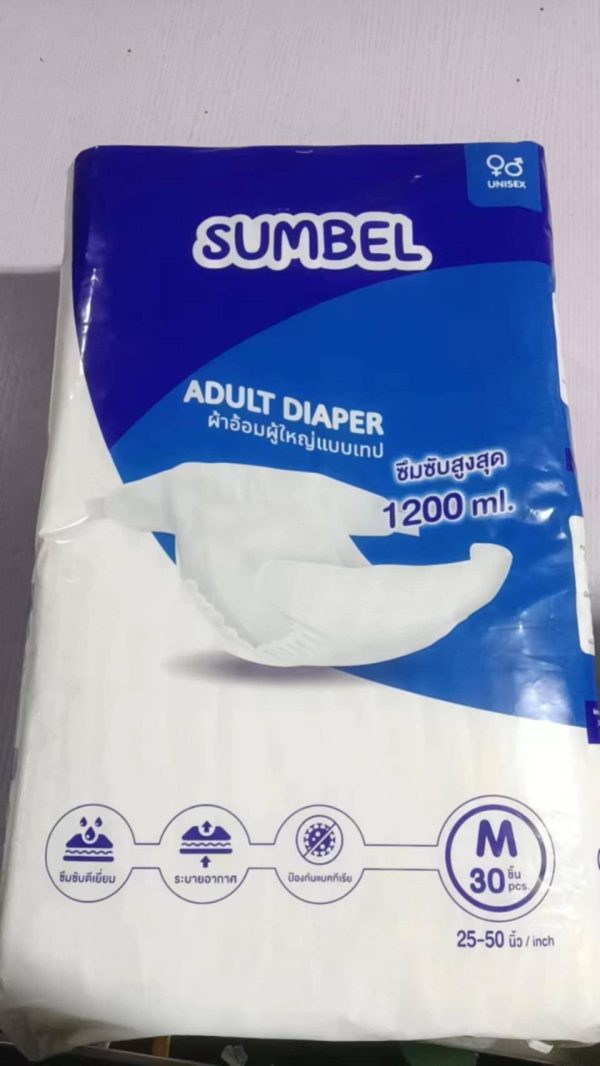 UNISEX
SUMBEL
ADULT DIAPER
ผ้าอ้อมผู้ใหญ่แบบเทป
ซึมซับสูงสุด
1200 ml.
ซึมซับดีเยี่ยม
ระบายอากาศ
ป้องกันแบคทีเรีย
M
30 ชิ้น pcs.
25-50 นิ้ว / inch